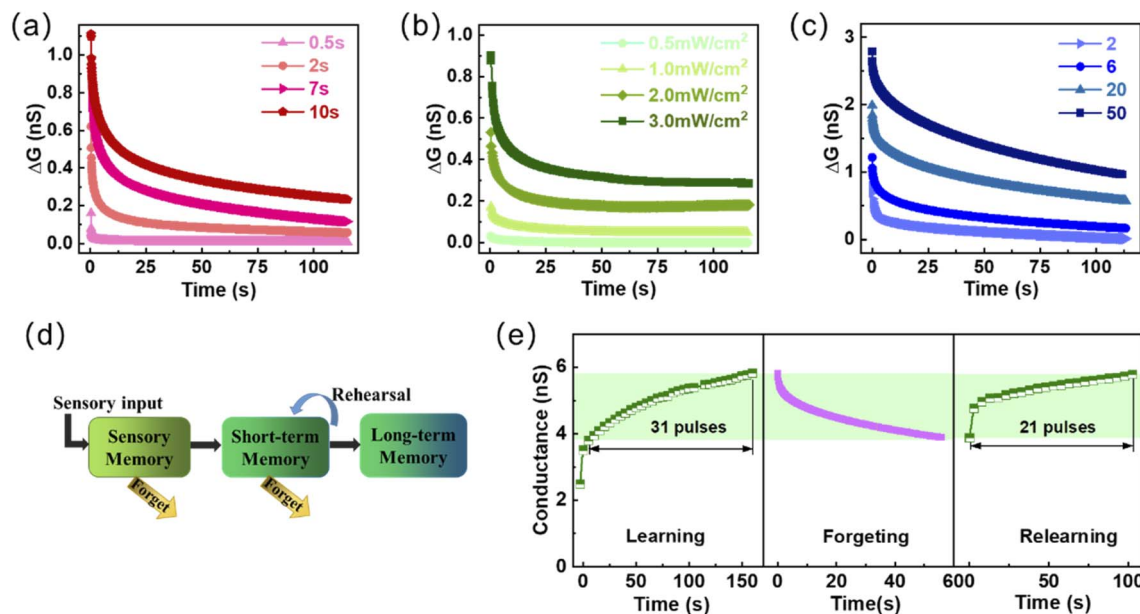 (a)
ΔG (nS)
1.0
0.8
0.6
0.4
0.2
0.0
0.5s
2s
7s
10s
0 25 50 75 100
Time (s)
(b)
ΔG (nS)
1.0
0.8
0.6
0.4
0.2
0.0
0.5mW/cm²
1.0mW/cm²
2.0mW/cm²
3.0mW/cm²
0 25 50 75 100
Time (s)
(c)
ΔG (nS)
3
2
1
0
2
6
20
50
0 25 50 75 100
Time (s)
(d)
Sensory input
Rehearsal
Sensory
Memory
Short-term
Memory
Long-term
Memory
Forget
Forget
(e)
Conductance (nS)
8
6
4
2
0
31 pulses
21 pulses
Learning
Forgeting
Relearning
0 50 100 150
0 20 40 60
0 50 100
Time (s)
Time(s)
Time (s)